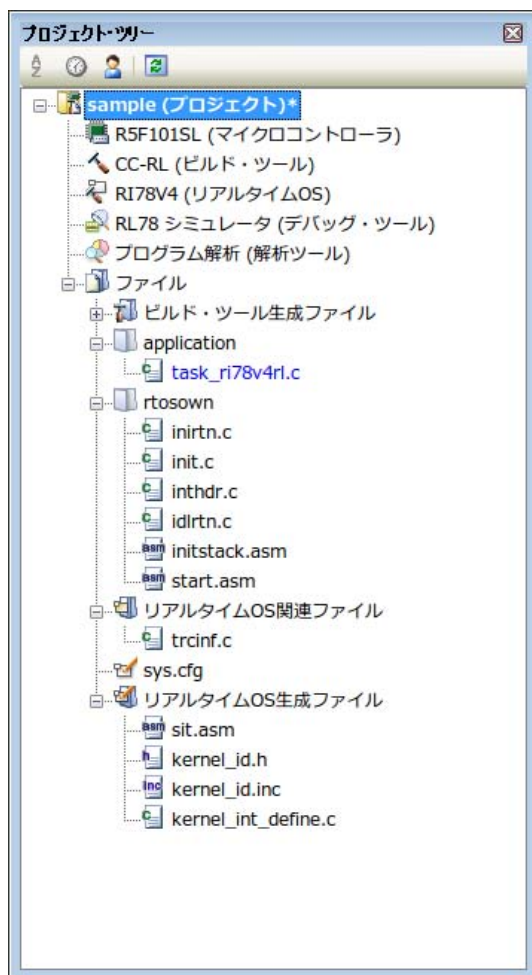 プロジェクト・ツリー
sample (プロジェクト)*
R5F101SL (マイクロコントローラ)
CC-RL (ビルド・ツール)
RI78V4 (リアルタイムOS)
RL78 シミュレータ (デバッグ・ツール)
プログラム解析 (解析ツール)
ファイル
ビルド・ツール生成ファイル
application
task_ri78v4rl.c
rtosown
inirtn.c
init.c
inthdr.c
idlrtn.c
initstack.asm
start.asm
リアルタイムOS関連ファイル
trcinf.c
sys.cfg
リアルタイムOS生成ファイル
sit.asm
kernel_id.h
kernel_id.inc
kernel_int_define.c